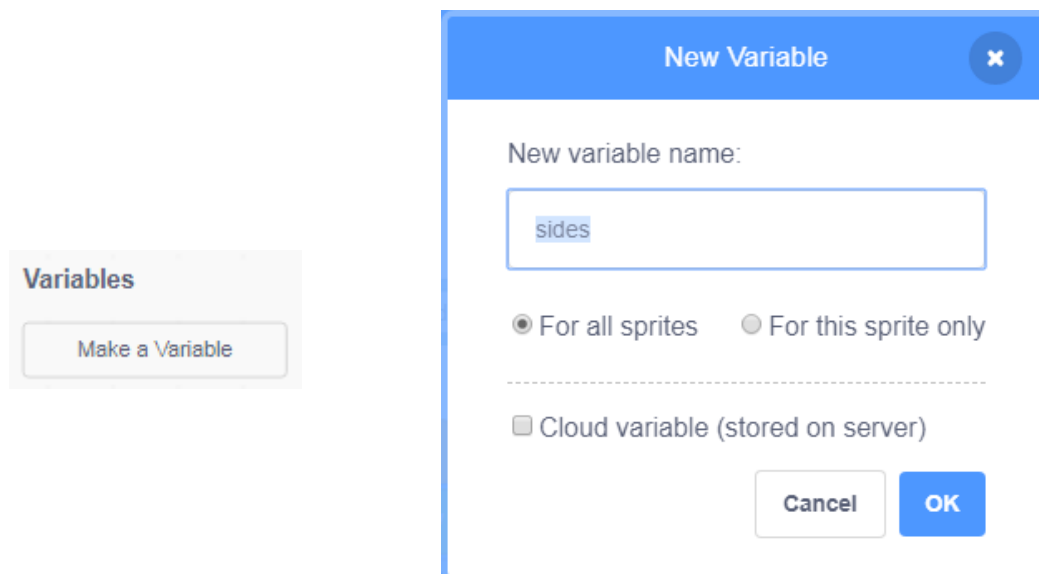 Variables
Make a Variable
New Variable
New variable name:
sides
For all sprites For this sprite only
Cloud variable (stored on server)
Cancel OK